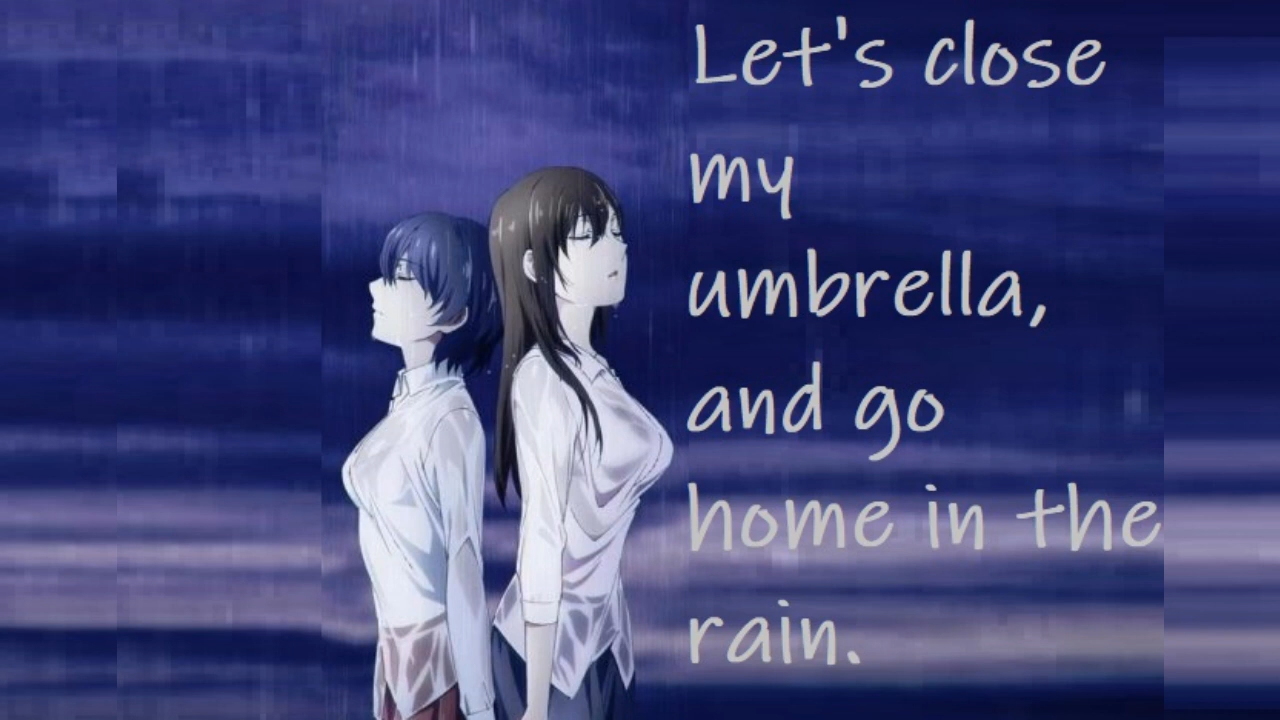 Let's close
my
umbrella,
and go
home in the
rain.